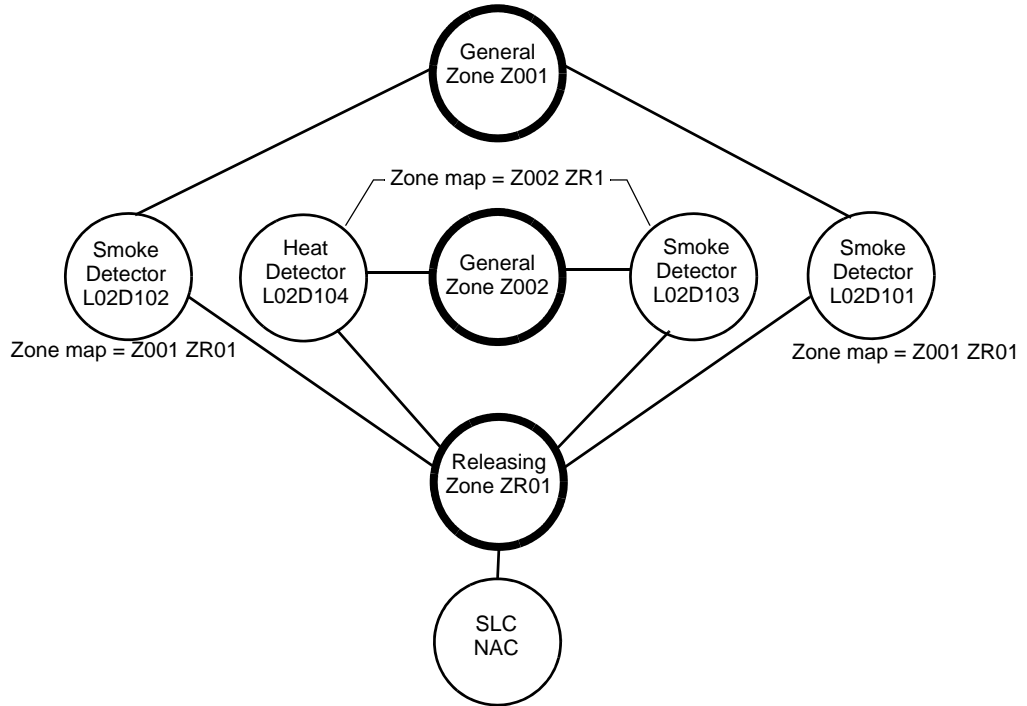 General
Zone Z001
Zone map = Z002 ZR1
Smoke
Detector
L02D102
Heat
Detector
L02D104
General
Zone Z002
Smoke
Detector
L02D103
Smoke
Detector
L02D101
Zone map = Z001 ZR01
Zone map = Z001 ZR01
Releasing
Zone ZR01
SLC
NAC